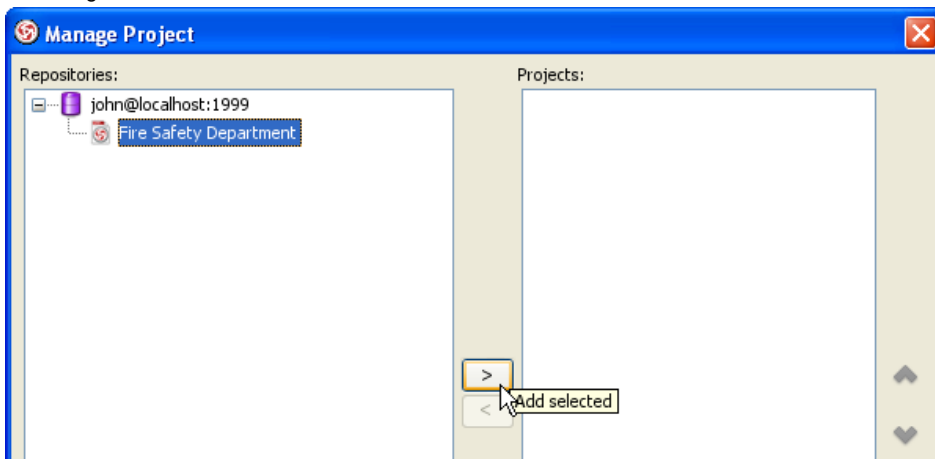 Manage Project
Repositories:
Projects:
john@localhost:1999
Fire Safety Department
>
Add selected
<